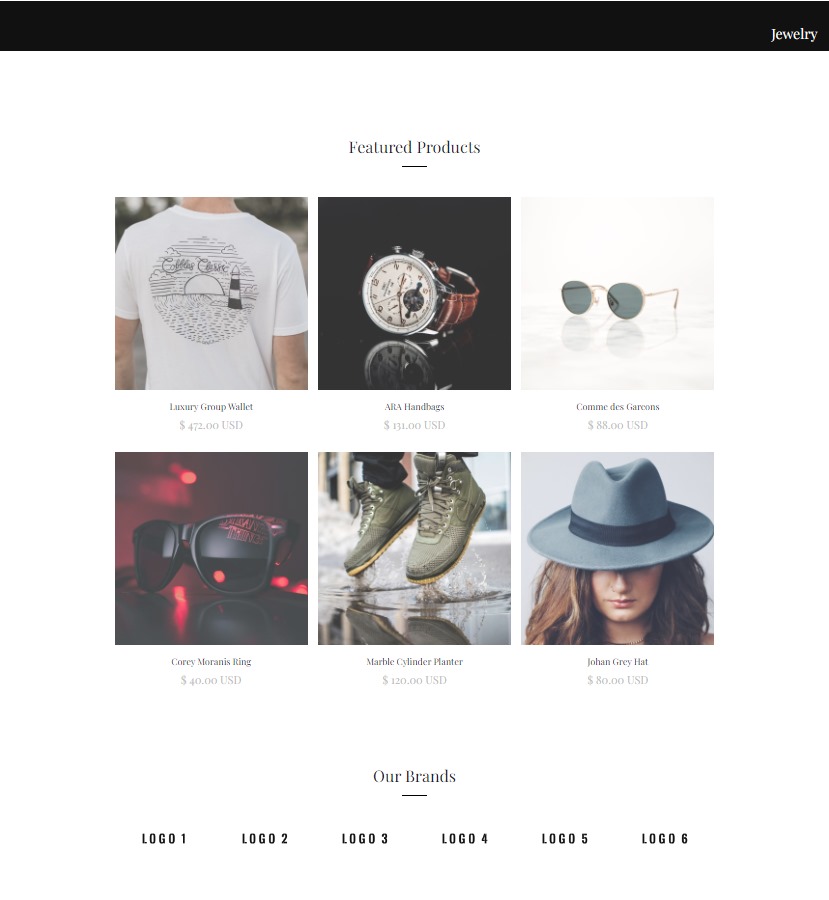 Jewelry
Featured Products
Luxury Group Wallet
$ 472.00 USD
ARA Handbags
$ 131.00 USD
Comme des Garcons
$ 88.00 USD
Corey Moranis Ring
$ 40.00 USD
Marble Cylinder Planter
$ 120.00 USD
Johan Grey Hat
$ 80.00 USD
Our Brands
LOGO 1
LOGO 2
LOGO 3
LOGO 4
LOGO 5
LOGO 6